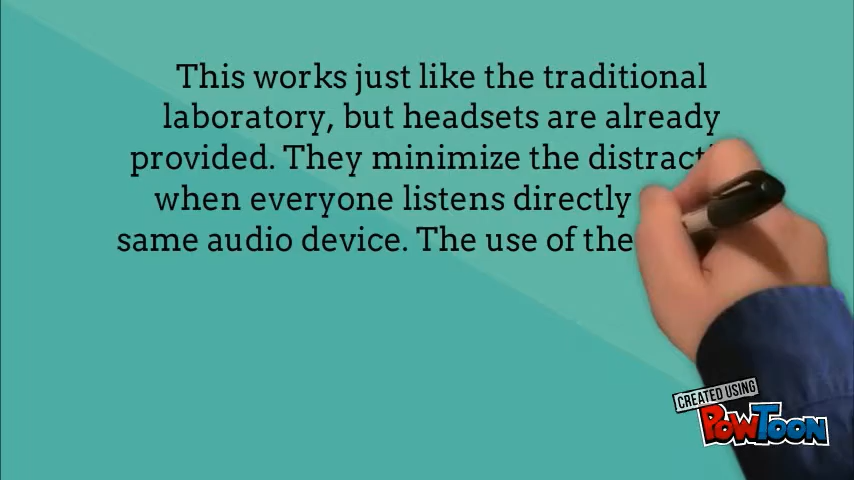 This works just like the traditional
laboratory, but headsets are already
provided. They minimize the
when everyone listens directly
same audio device. The use of the
CREATED USING
POWTOON